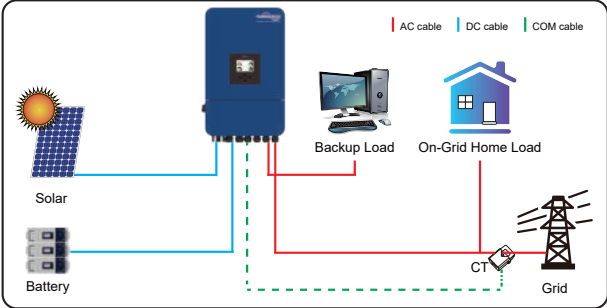 AC cable
DC cable
COM cable
Backup Load
On-Grid Home Load
Solar
Battery
CT
Grid